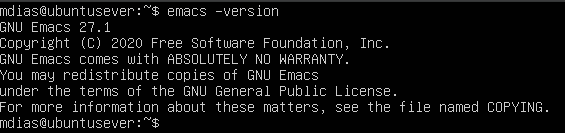 mdias@ubuntusever:~$ emacs –version
GNU Emacs 27.1
Copyright (C) 2020 Free Software Foundation, Inc.
GNU Emacs comes with ABSOLUTELY NO WARRANTY.
You may redistribute copies of GNU Emacs
under the terms of the GNU General Public License.
For more information about these matters, see the file named COPYING.
mdias@ubuntusever:~$